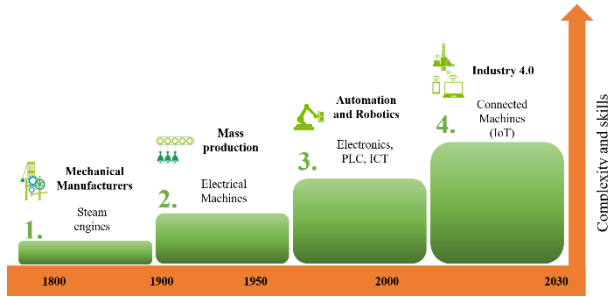 1.
Mechanical
Manufacturers
Steam
engines
2.
Mass
production
Electrical
Machines
3.
Automation
and Robotics
Electronics,
PLC, ICT
4.
Industry 4.0
Connected
Machines
(IoT)
Complexity and skills
1800
1900
1950
2000
2030